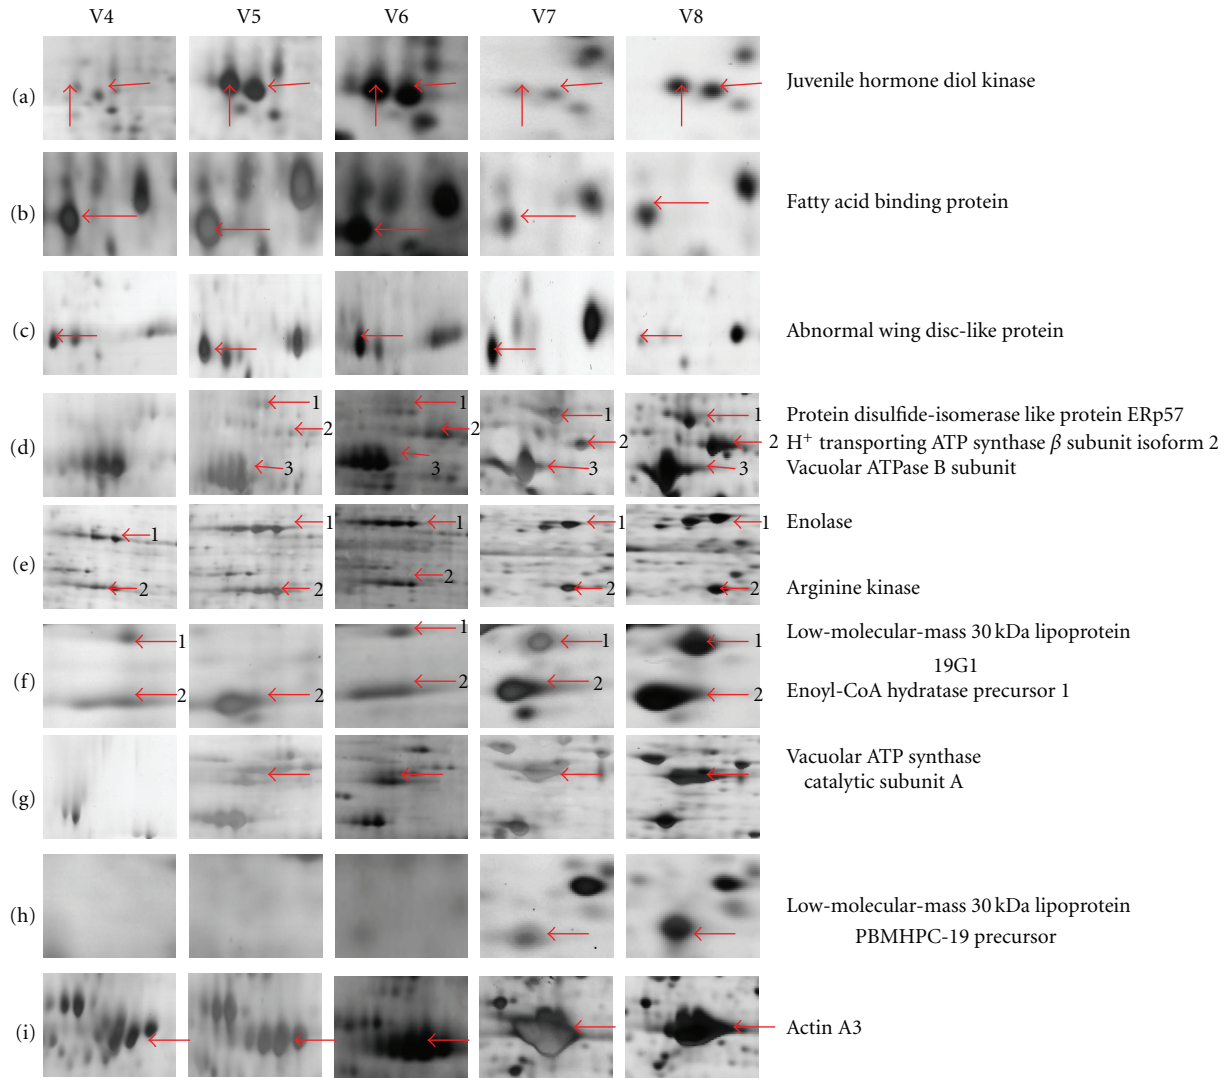 V4 V5 V6 V7 V8
(a) Juvenile hormone diol kinase
(b) Fatty acid binding protein
(c) Abnormal wing disc-like protein
1 1 1 1 Protein disulfide-isomerase like protein ERp57
2 2 2 2 H⁺ transporting ATP synthase β subunit isoform 2
(d) 3 3 3 3 Vacuolar ATPase B subunit
1 1 1 1 1 Enolase
(e)
2 2 2 2 2 Arginine kinase
1 1 1 1 Low-molecular-mass 30 kDa lipoprotein
19G1
(f) 2 2 2 2 2 Enoyl-CoA hydratase precursor 1
Vacuolar ATP synthase
catalytic subunit A
(g)
(h) Low-molecular-mass 30 kDa lipoprotein
PBMHPC-19 precursor
(i) Actin A3